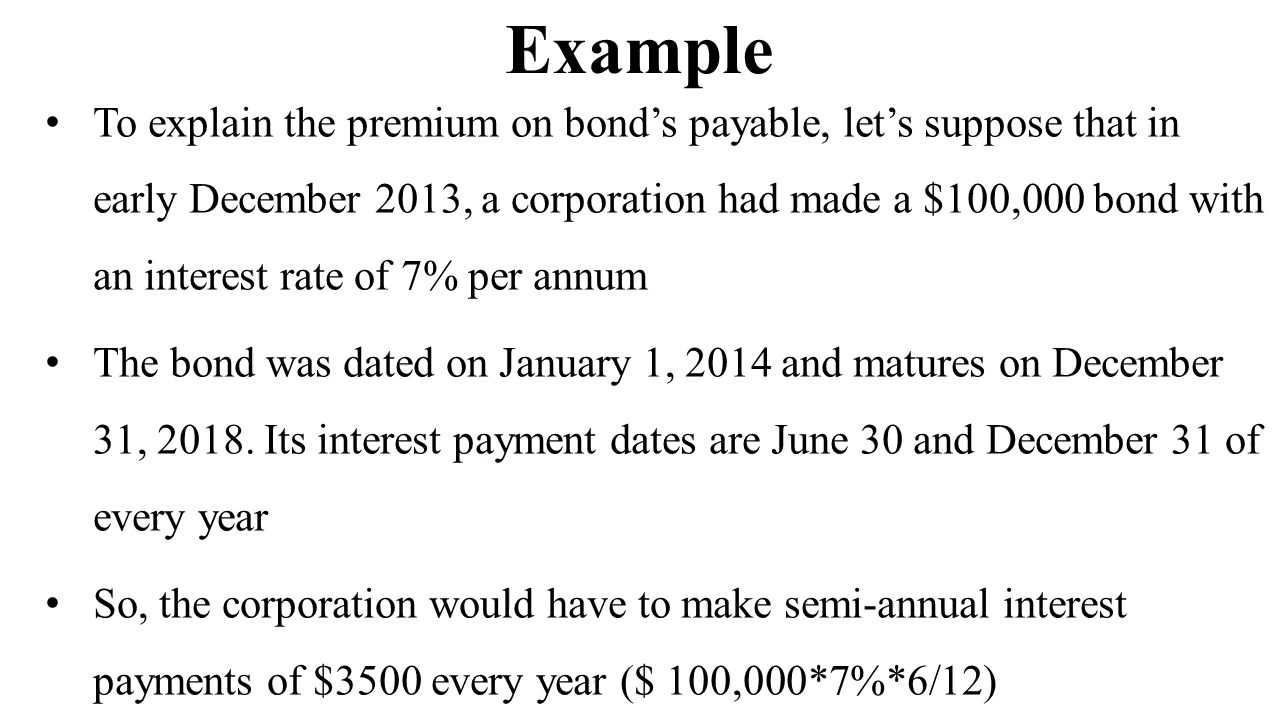 Example
• To explain the premium on bond’s payable, let’s suppose that in
early December 2013, a corporation had made a $100,000 bond with
an interest rate of 7% per annum
• The bond was dated on January 1, 2014 and matures on December
31, 2018. Its interest payment dates are June 30 and December 31 of
every year
• So, the corporation would have to make semi-annual interest
payments of $3500 every year ($ 100,000*7%*6/12)